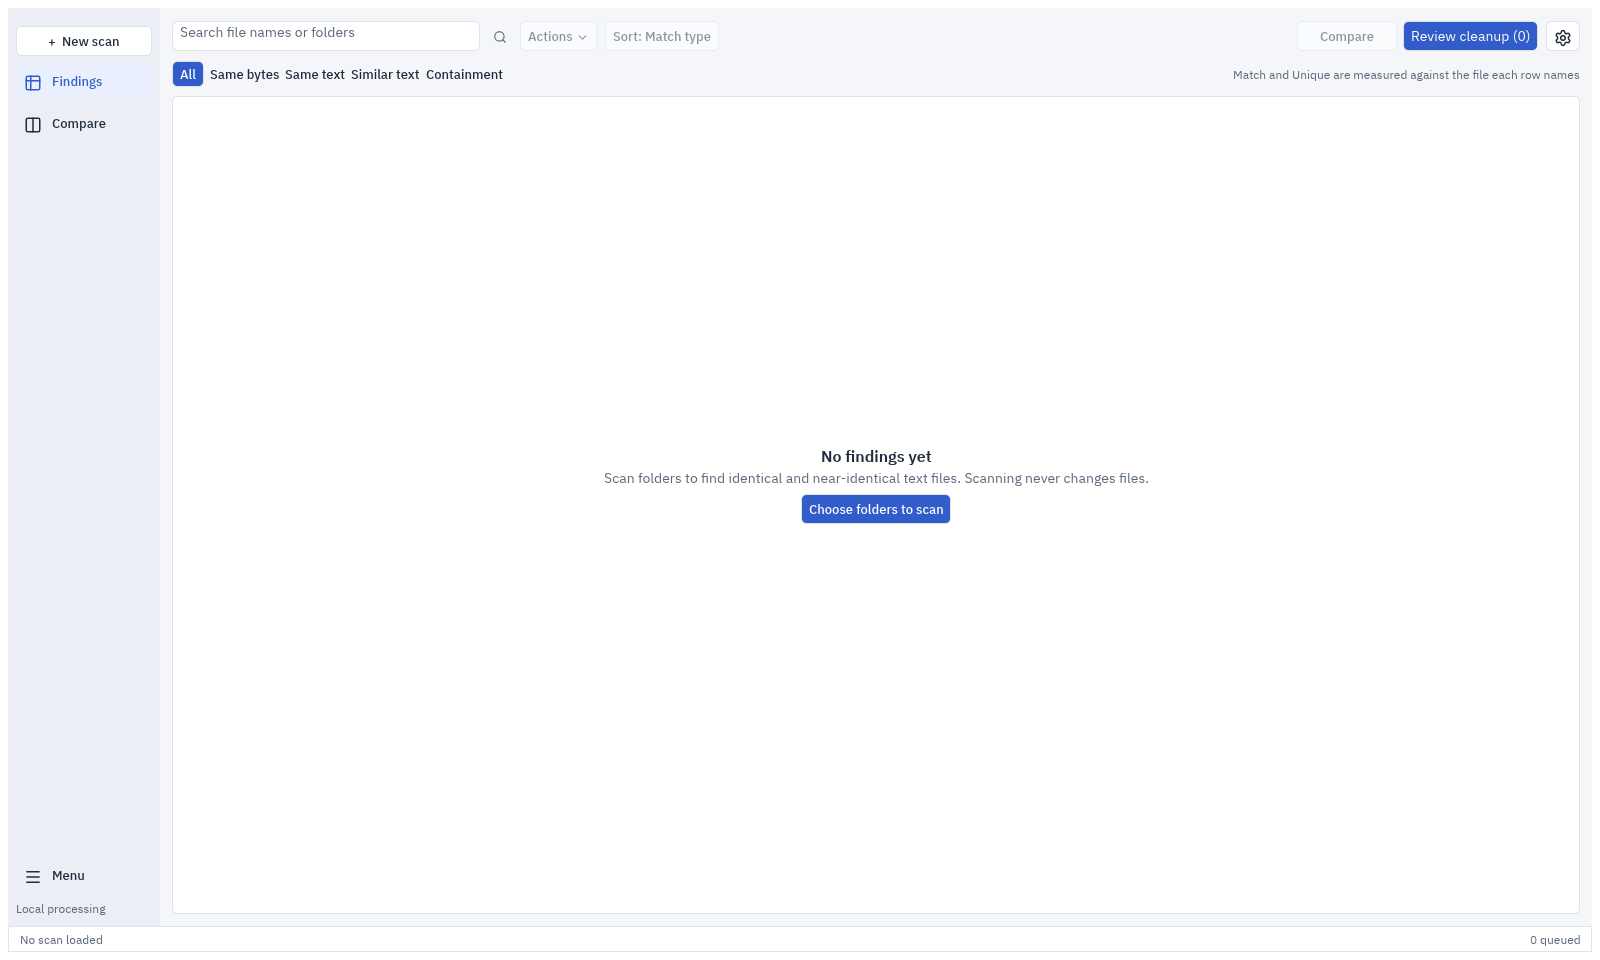 + New scan
Findings
Compare
Menu
Local processing
Search file names or folders
Actions
Sort: Match type
Compare
Review cleanup (0)
All
Same bytes
Same text
Similar text
Containment
Match and Unique are measured against the file each row names
No findings yet
Scan folders to find identical and near-identical text files. Scanning never changes files.
Choose folders to scan
No scan loaded
0 queued